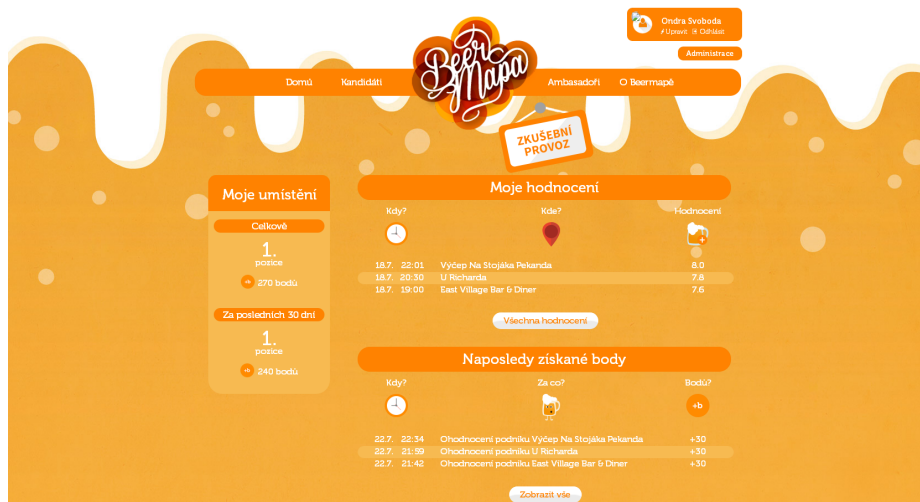 Ondra Svoboda
Upravit Odhlásit
Administrace
Domů Kandidáti Ambasadoři O Beermapě
Beer
Mapa
ZKUŠEBNÍ
PROVOZ
Moje umístění
Celkově
1.
pozice
+b 270 bodů
Za posledních 30 dní
1.
pozice
+b 240 bodů
Moje hodnocení
Kdy? Kde? Hodnocení
18.7. 22:01 Výčep Na Stojáka Pekanda 8.0
18.7. 20:30 U Richarda 7.8
18.7. 19:00 East Village Bar & Diner 7.6
Všechna hodnocení
Naposledy získané body
Kdy? Za co? Bodů?
+b
22.7. 22:34 Ohodnocení podniku Výčep Na Stojáka Pekanda +30
22.7. 21:59 Ohodnocení podniku U Richarda +30
22.7. 21:42 Ohodnocení podniku East Village Bar & Diner +30
Zobrazit vše